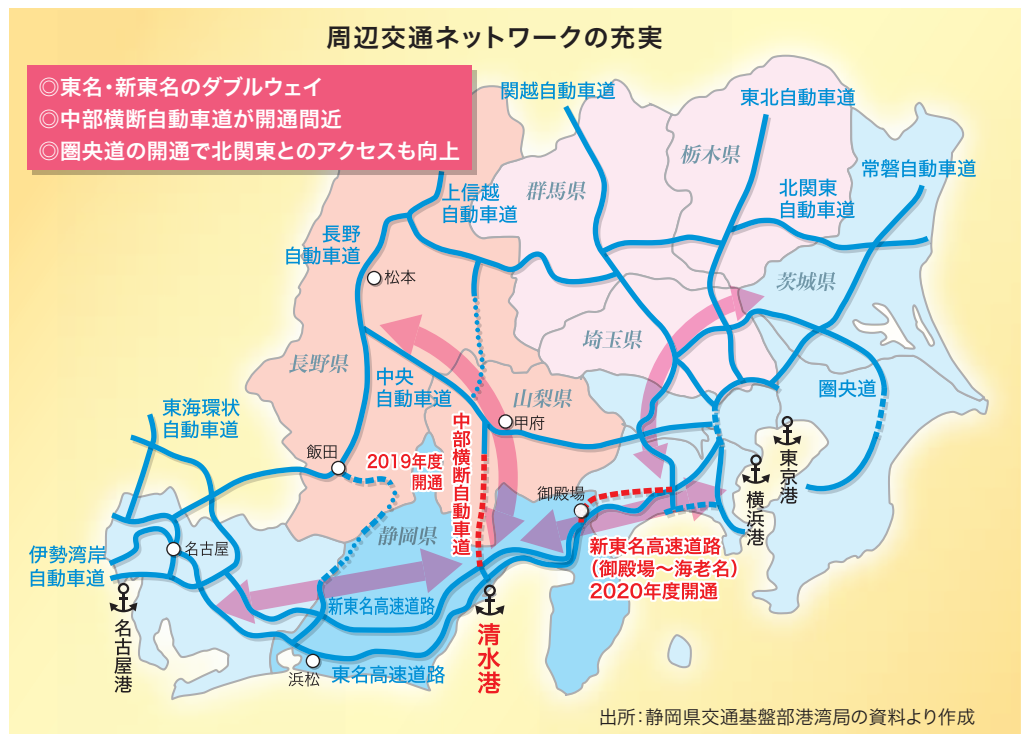 周辺交通ネットワークの充実
◎東名・新東名のダブルウェイ
◎中部横断自動車道が開通間近
◎圏央道の開通で北関東とのアクセスも向上
関越自動車道
東北自動車道
栃木県
常磐自動車道
群馬県
上信越
自動車道
北関東
自動車道
長野
自動車道
松本
茨城県
埼玉県
長野県
中央
自動車道
山梨県
圏央道
東海環状
自動車道
甲府
中部横断自動車道
飯田
2019年度
開通
東京港
横浜港
御殿場
静岡県
名古屋
伊勢湾岸
自動車道
新東名高速道路
(御殿場〜海老名)
2020年度開通
新東名高速道路
名古屋港
清水港
浜松
東名高速道路
出所：静岡県交通基盤部港湾局の資料より作成